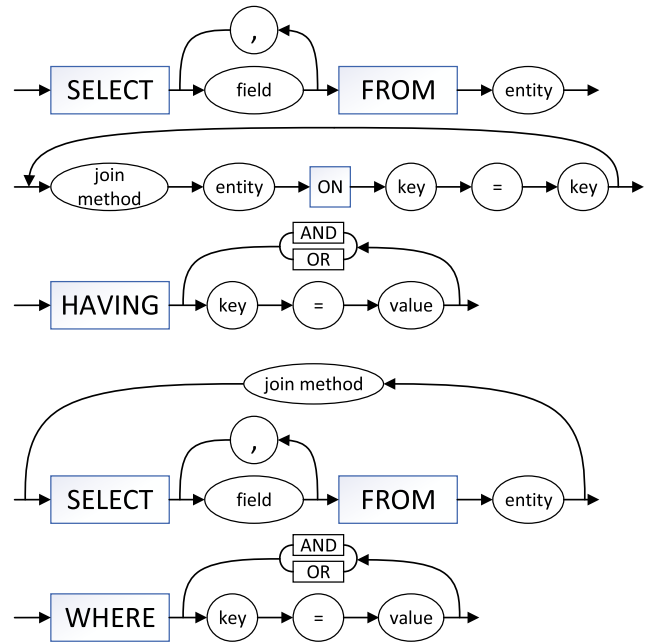 ,
SELECT field FROM entity
join method entity ON key = key
AND
OR
HAVING key = value
join method
,
SELECT field FROM entity
AND
OR
WHERE key = value